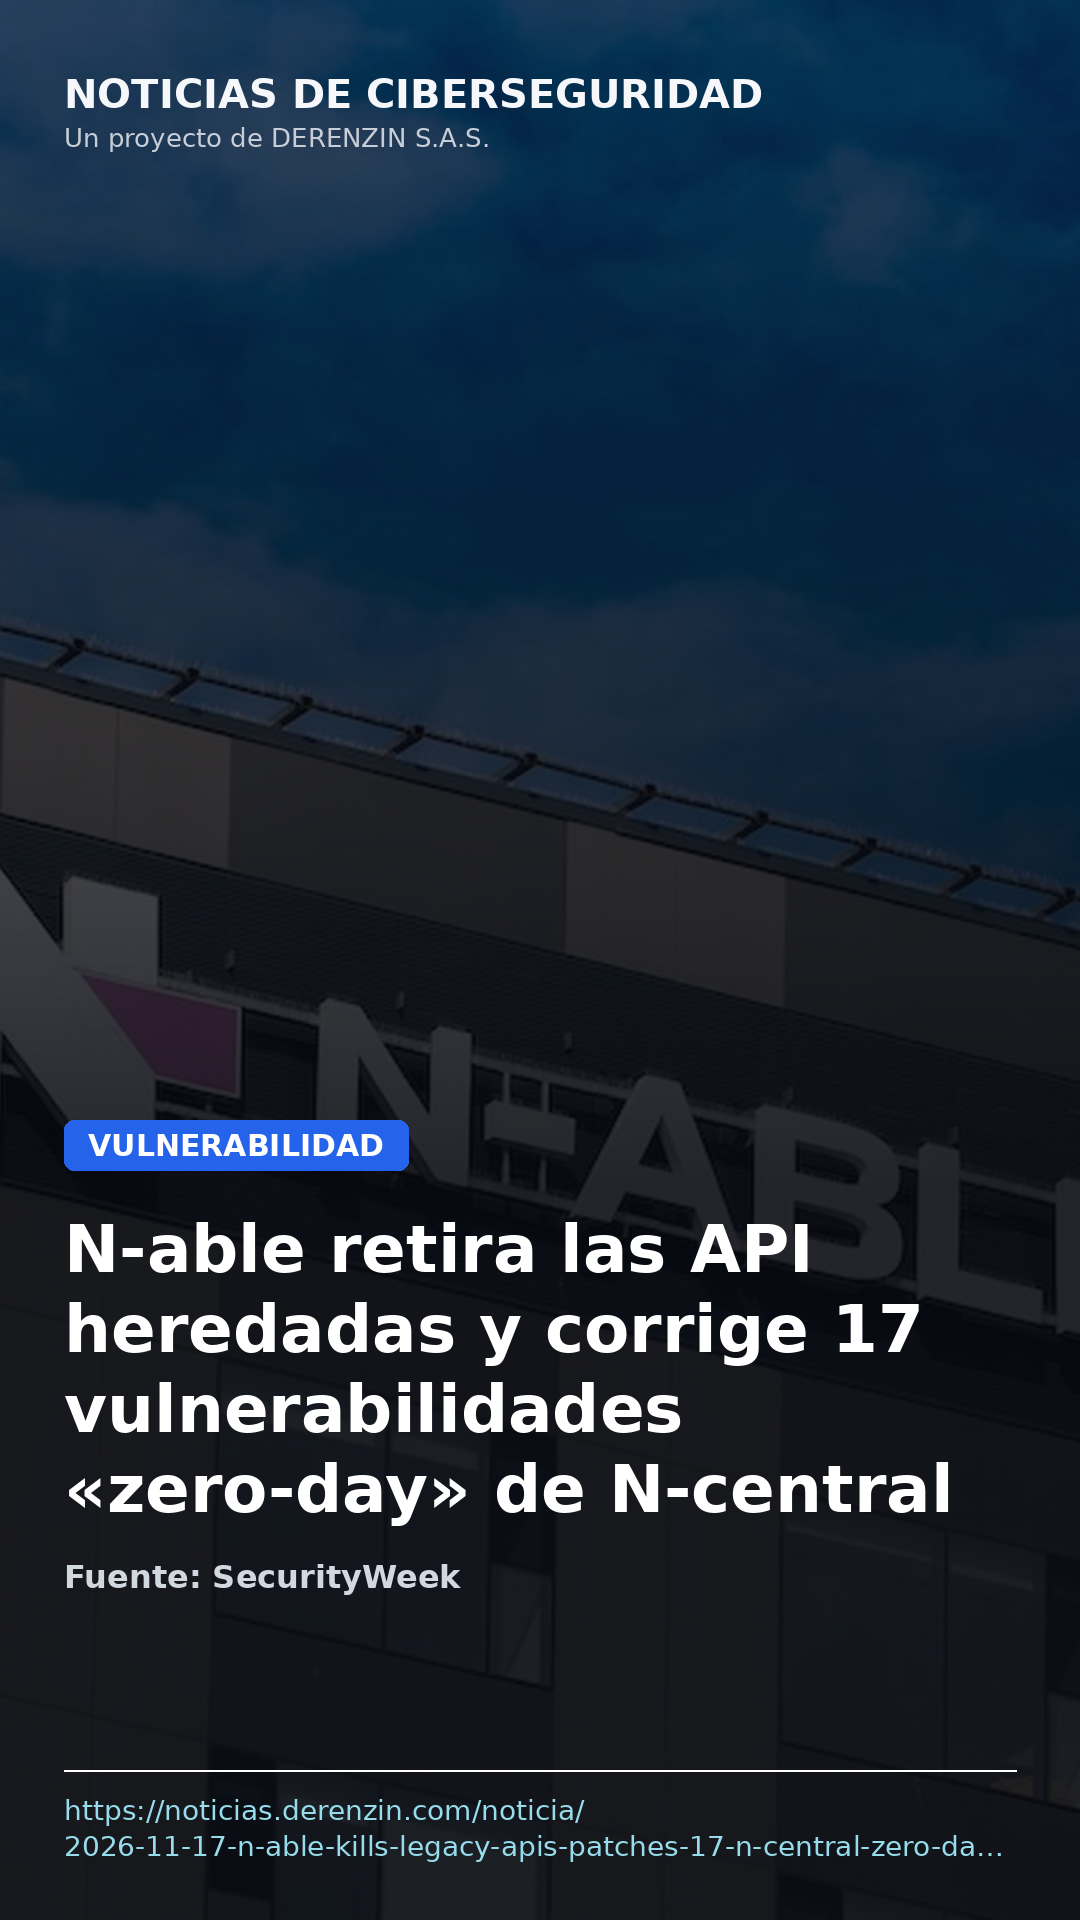 NOTICIAS DE CIBERSEGURIDAD
Un proyecto de DERENZIN S.A.S.
N-ABL
VULNERABILIDAD
N-able retira las API
heredadas y corrige 17
vulnerabilidades
«zero-day» de N-central
Fuente: SecurityWeek
https://noticias.derenzin.com/noticia/
2026-11-17-n-able-kills-legacy-apis-patches-17-n-central-zero-da…